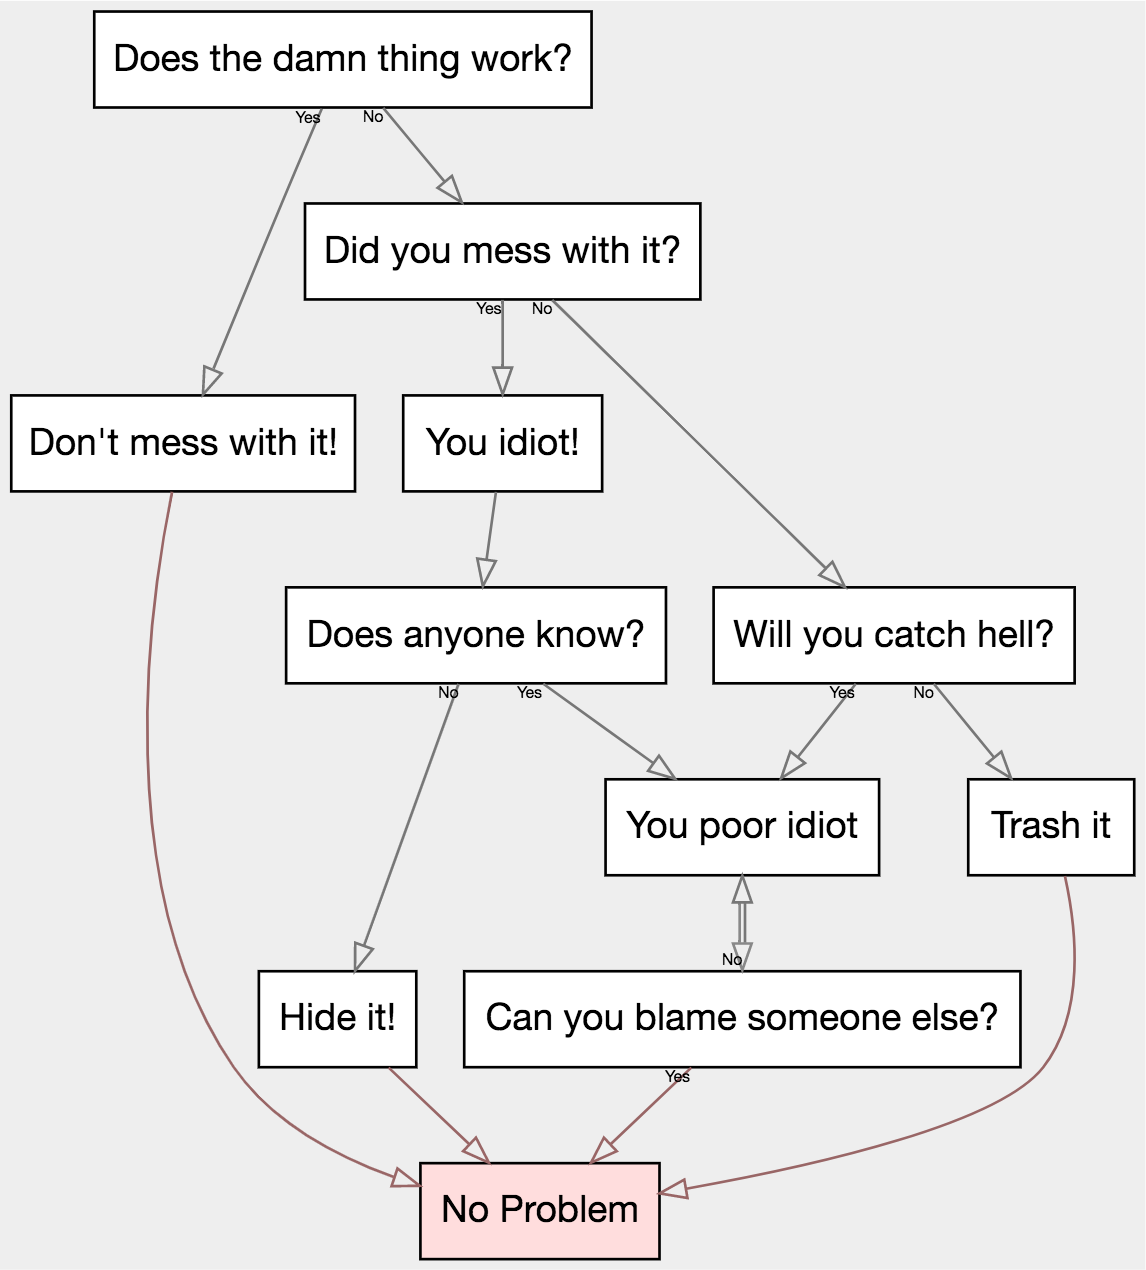 Does the damn thing work?
Yes
No
Did you mess with it?
Yes
No
Don't mess with it!
You idiot!
Does anyone know?
Will you catch hell?
No
Yes
Yes
No
You poor idiot
Trash it
No
Hide it!
Can you blame someone else?
Yes
No Problem